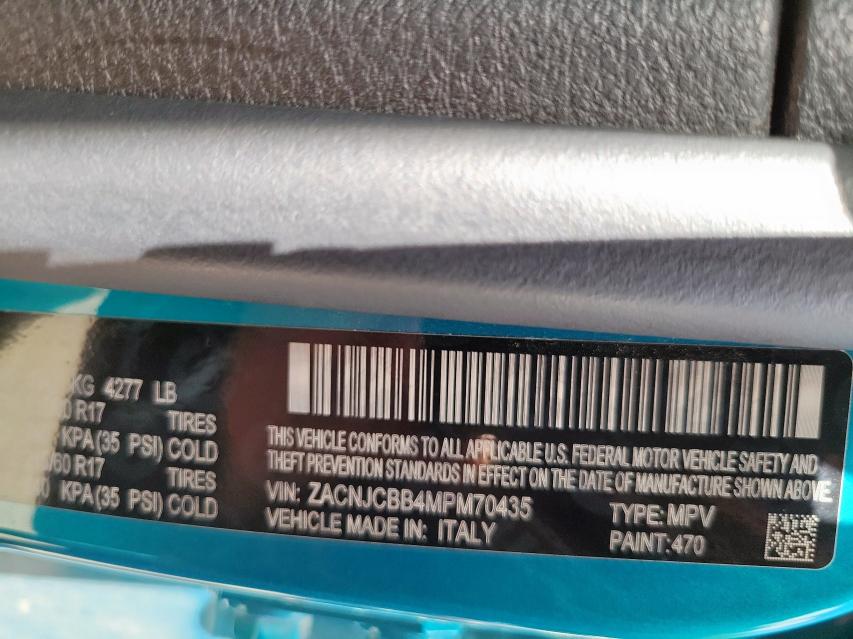 KG 4277 LB
R17 TIRES
KPA (35 PSI) COLD
60 R17 TIRES
KPA (35 PSI) COLD
THIS VEHICLE CONFORMS TO ALL APPLICABLE U.S. FEDERAL MOTOR VEHICLE SAFETY AND
THEFT PREVENTION STANDARDS IN EFFECT ON THE DATE OF MANUFACTURE SHOWN ABOVE.
VIN: ZACNJCBB4MPM70435
VEHICLE MADE IN: ITALY
TYPE: MPV
PAINT: 470